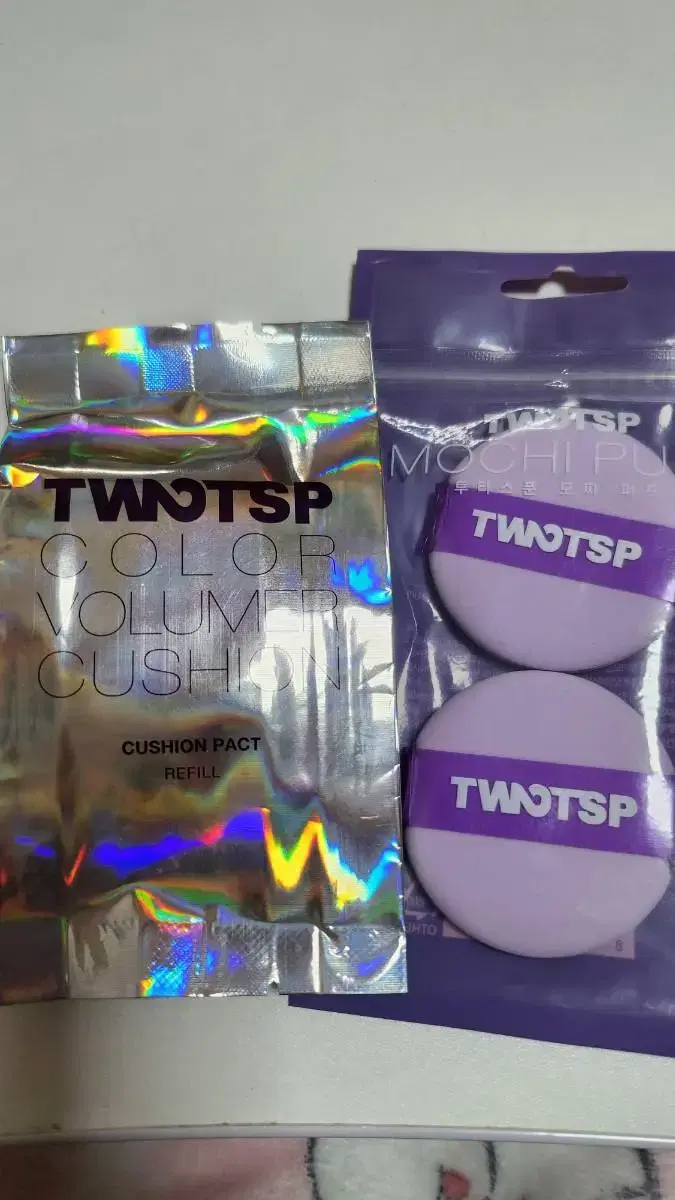 TWOTSP
COLOR
VOLUMER
CUSHION
CUSHION PACT
REFILL
TWOTSP
MOCHI PU
투티스푼 모찌 퍼프
TWOTSP
TWOTSP
8